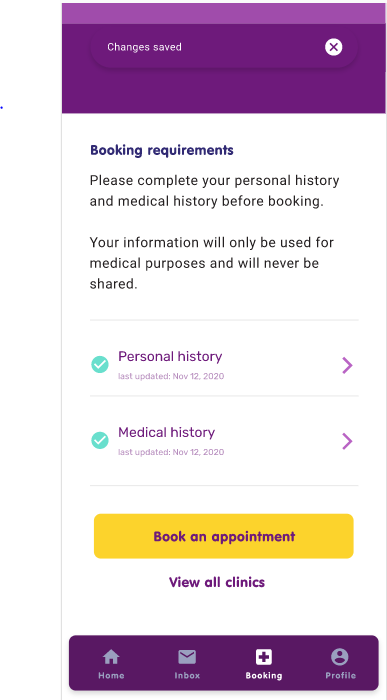 Changes saved
.
Booking requirements
Please complete your personal history
and medical history before booking.
Your information will only be used for
medical purposes and will never be
shared.
Personal history
last updated: Nov 12, 2020
Medical history
last updated: Nov 12, 2020
Book an appointment
View all clinics
Home Inbox Booking Profile